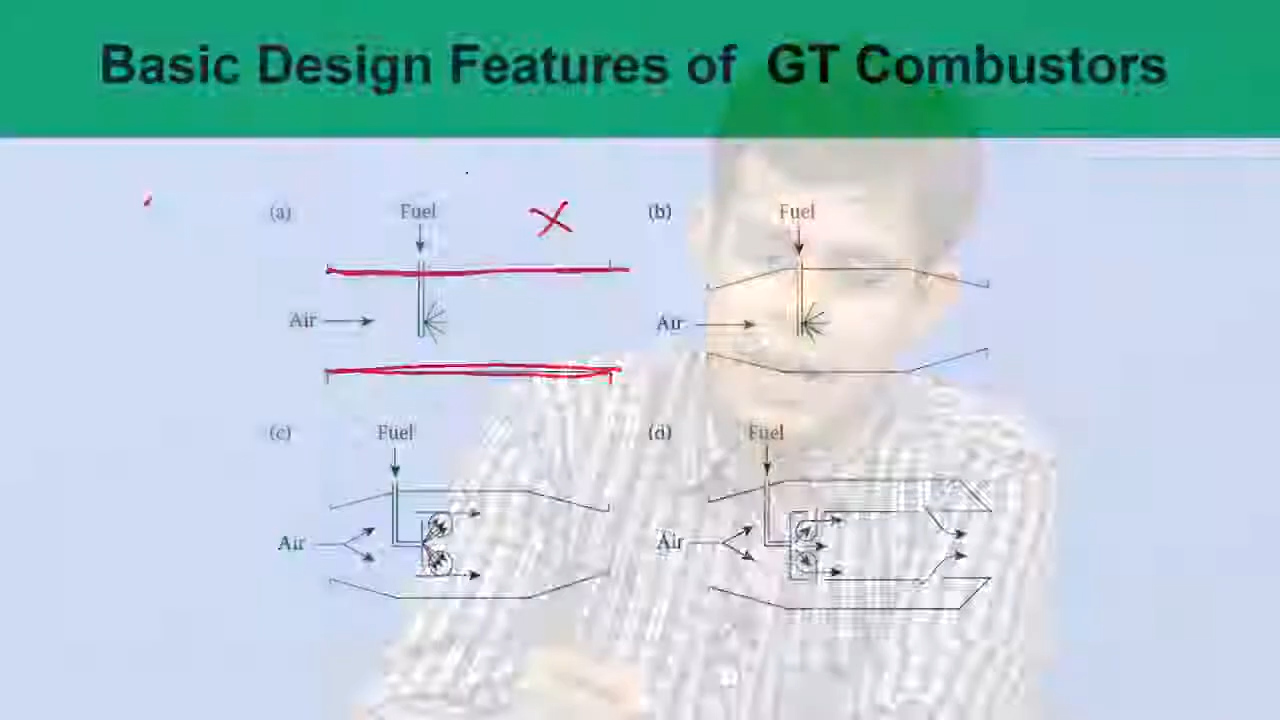 Basic Design Features of GT Combustors
(a) Fuel
Air
(b) Fuel
Air
(c) Fuel
Air
(d) Fuel
Air